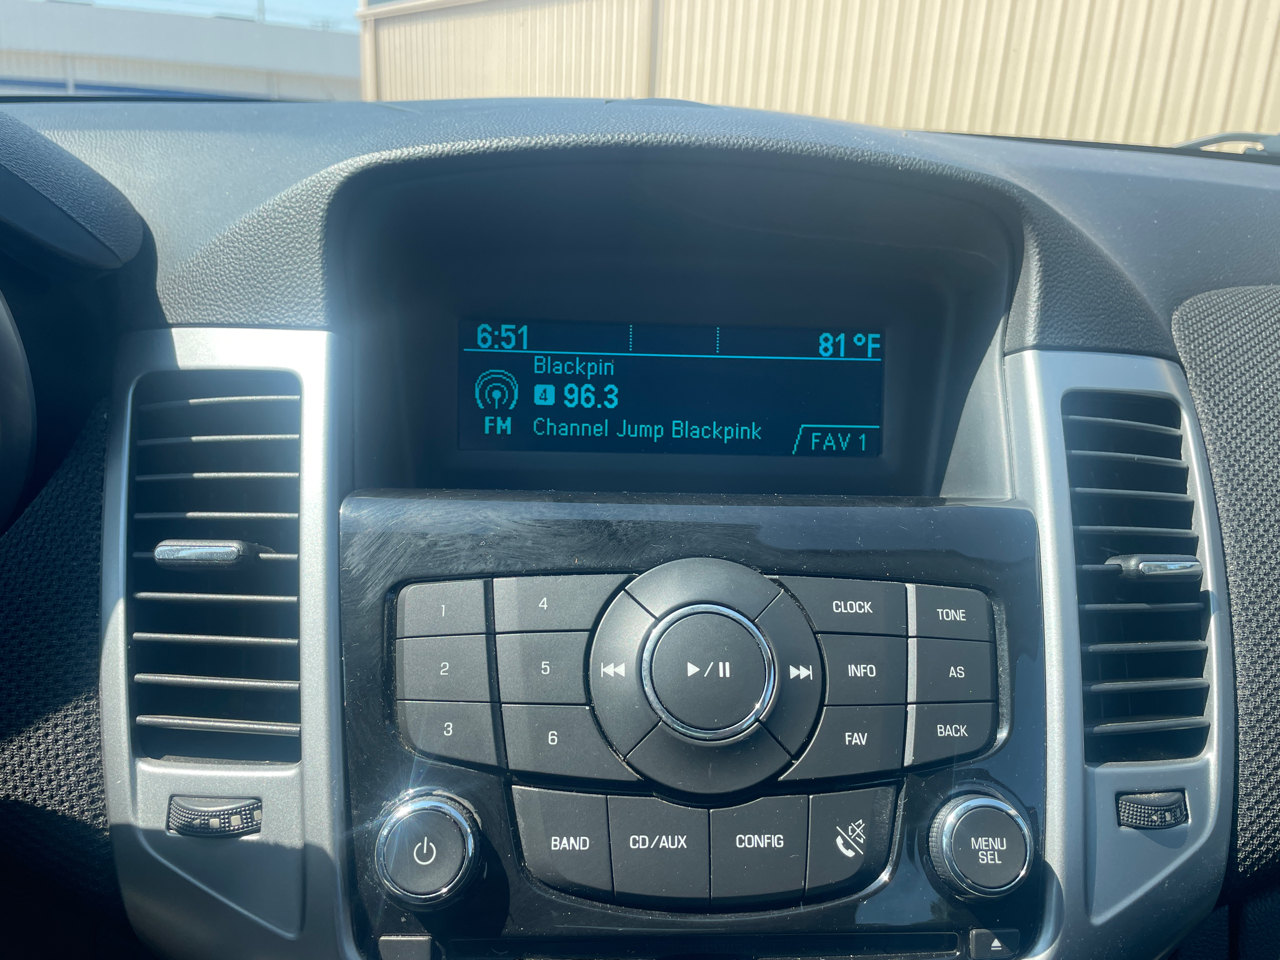 6:51 81°F
Blackpin
4 96.3
FM Channel Jump Blackpink FAV 1
1 4 CLOCK TONE
2 5 INFO AS
3 6 FAV BACK
BAND CD/AUX CONFIG MENU
SEL